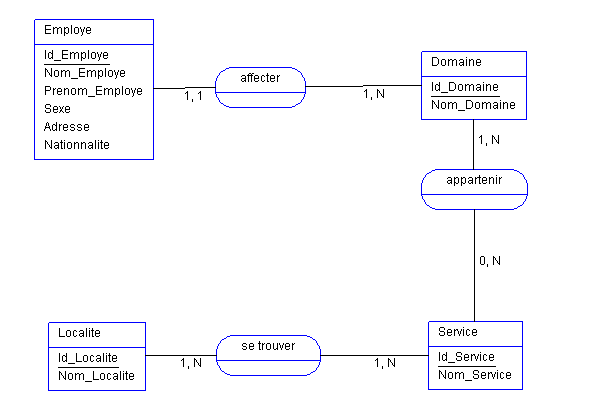 Employe
Id_Employe
Nom_Employe
Prenom_Employe
Sexe
Adresse
Nationnalite
1, 1
affecter
1, N
Domaine
Id_Domaine
Nom_Domaine
1, N
appartenir
0, N
Localite
Id_Localite
Nom_Localite
1, N
se trouver
1, N
Service
Id_Service
Nom_Service